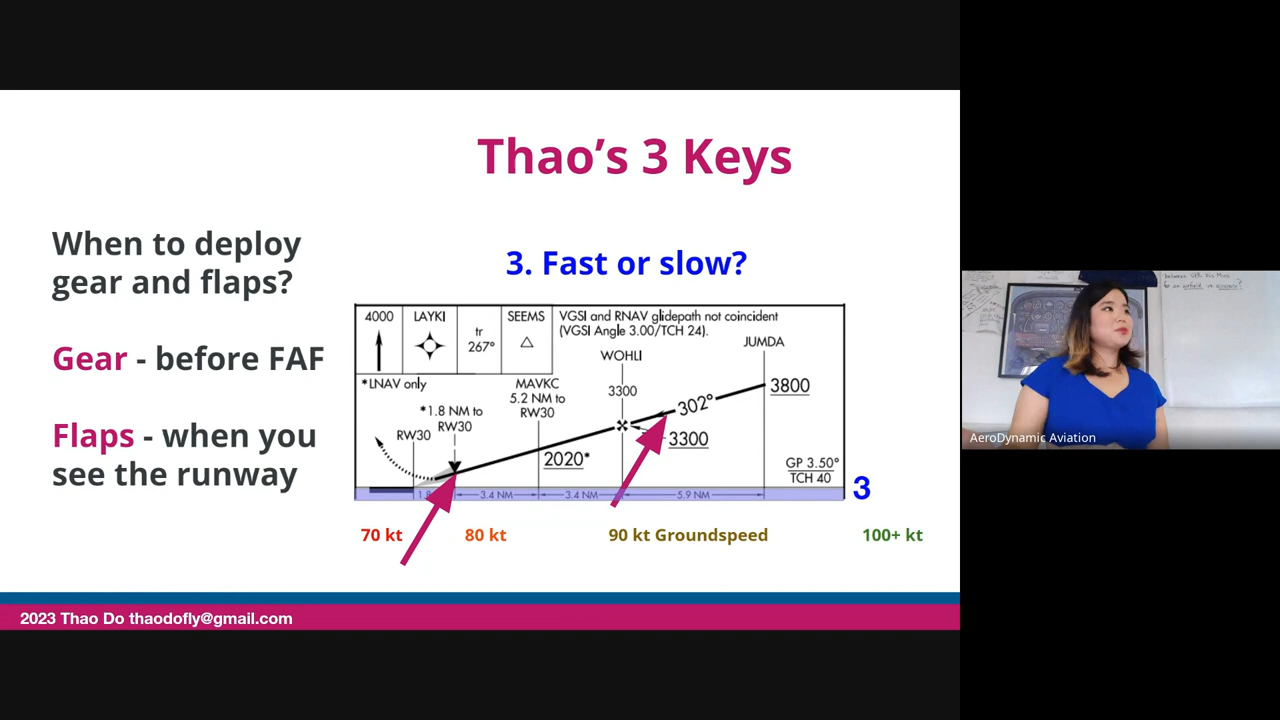 Thao's 3 Keys
When to deploy
gear and flaps?
Gear - before FAF
Flaps - when you
see the runway
3. Fast or slow?
4000
LAYKI
tr
267°
SEEMS
VGSI and RNAV glidepath not coincident
(VGSI Angle 3.00/TCH 24).
WOHLI
JUMDA
*LNAV only
MAVKC
5.2 NM to
RW30
3300
302°
3800
*1.8 NM to
RW30
RW30
3300
2020*
GP 3.50°
TCH 40
1.8
3.4 NM
3.4 NM
5.9 NM
3
70 kt
80 kt
90 kt Groundspeed
100+ kt
2023 Thao Do thaodofly@gmail.com
AeroDynamic Aviation